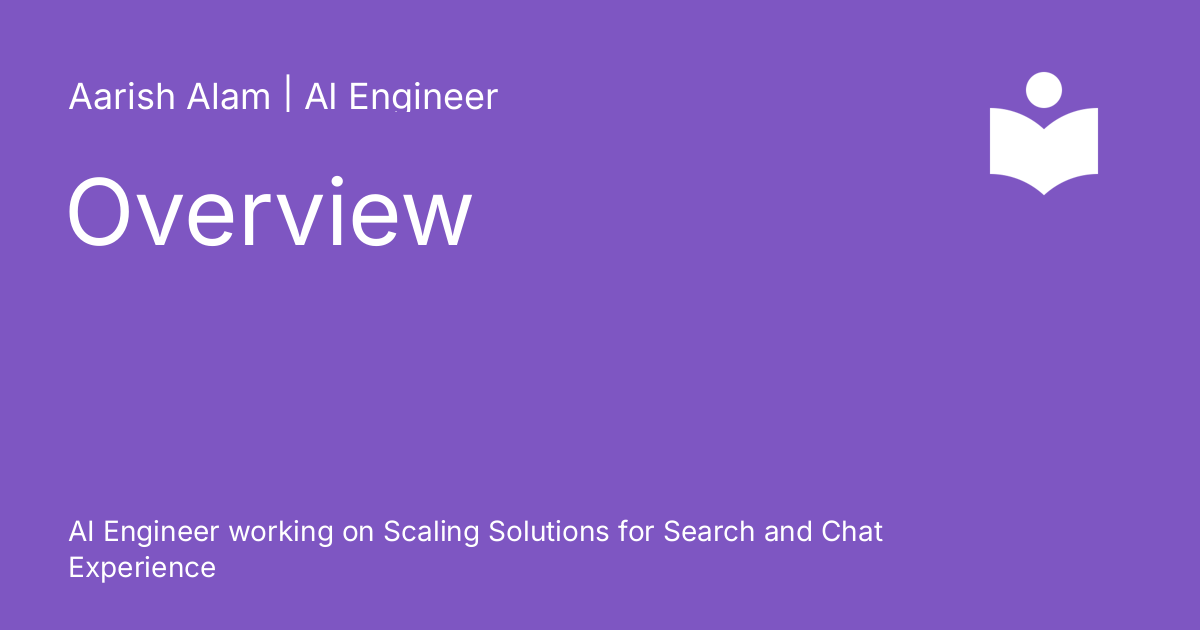 Aarish Alam | AI Engineer
Overview
AI Engineer working on Scaling Solutions for Search and Chat
Experience